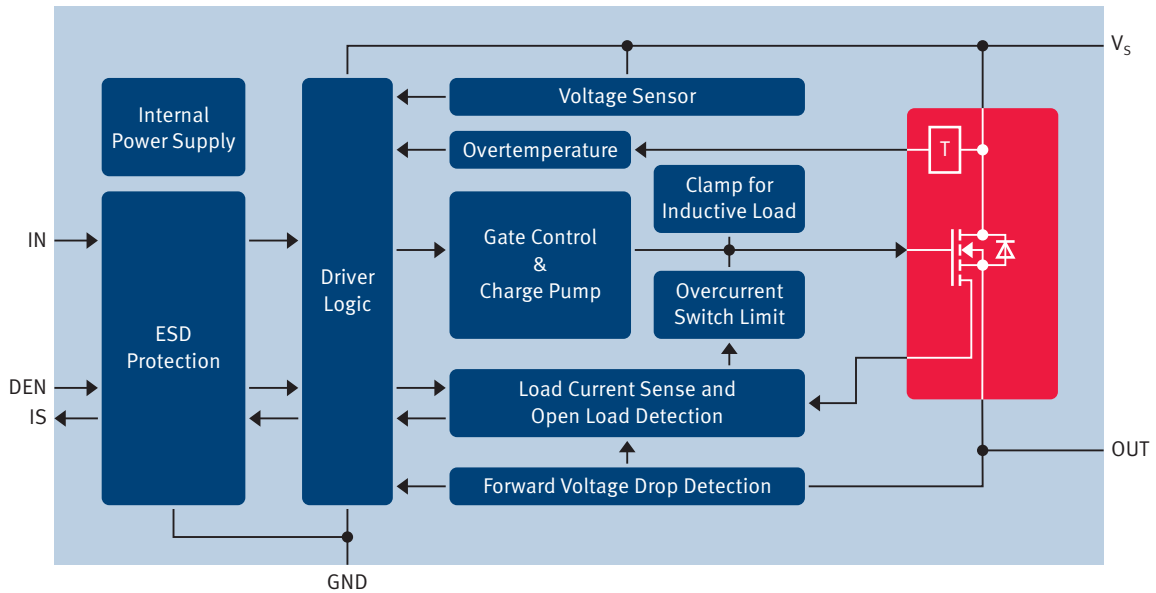 V_S
Voltage Sensor
Internal
Power Supply
Overtemperature
T
Clamp for
Inductive Load
IN
Gate Control
&
Charge Pump
Driver
Logic
Overcurrent
Switch Limit
ESD
Protection
DEN
IS
Load Current Sense and
Open Load Detection
OUT
Forward Voltage Drop Detection
GND